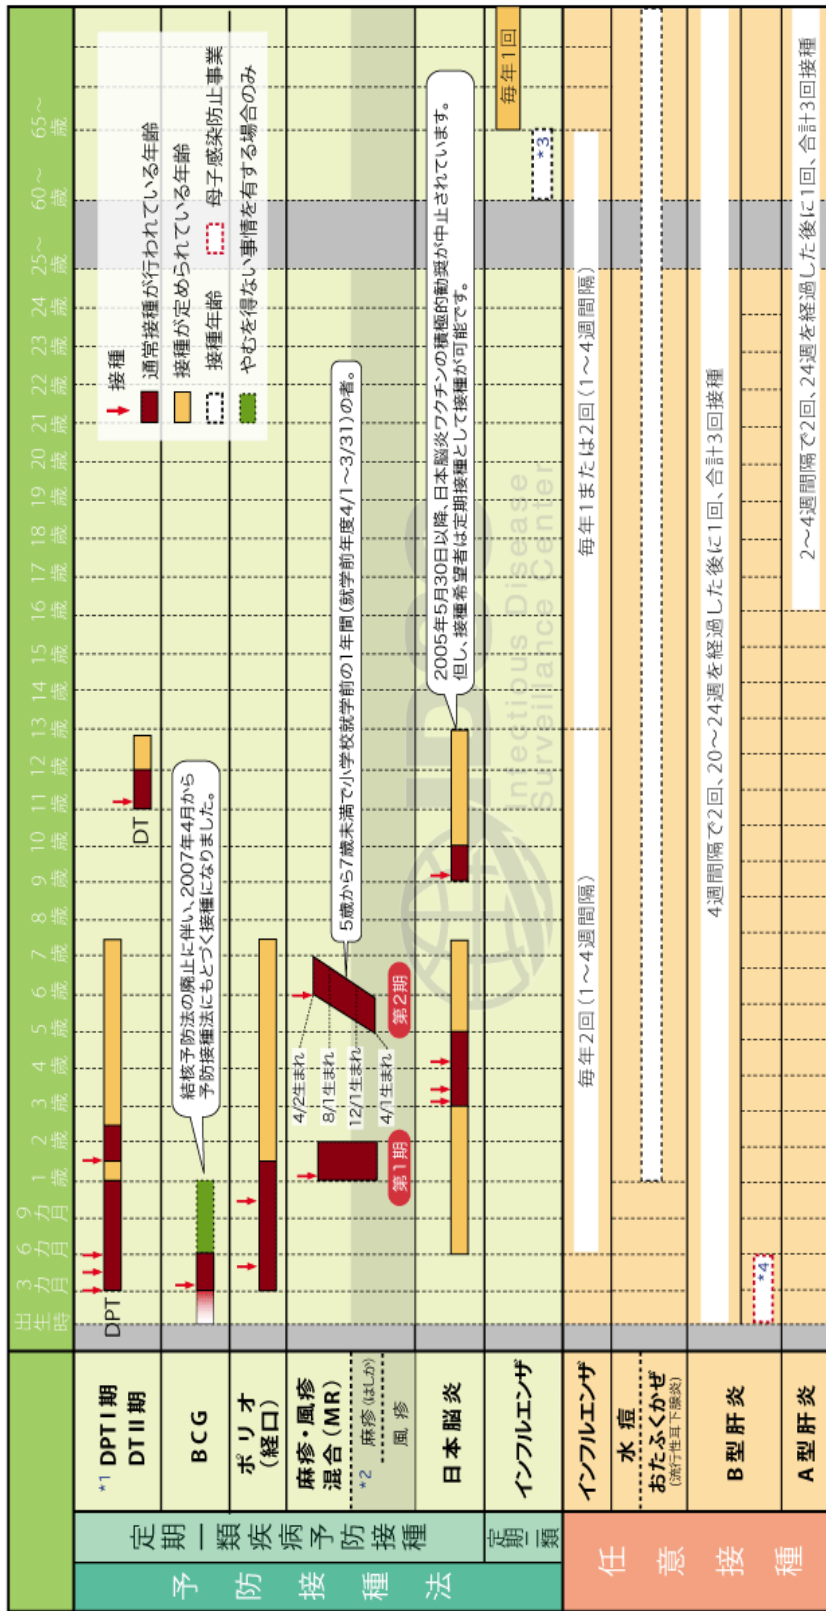 出生時
3カ月
6カ月
9カ月
1歳
2歳
3歳
4歳
5歳
6歳
7歳
8歳
9歳
10歳
11歳
12歳
13歳
14歳
15歳
16歳
17歳
18歳
19歳
20歳
21歳
22歳
23歳
24歳
25～歳
60～歳
65～歳
接種
通常接種が行われている年齢
接種が定められている年齢
接種年齢
母子感染防止事業
やむを得ない事情を有する場合のみ
予防接種法
定期一類疾病予防接種
*1 DPTⅠ期
DTⅡ期
DPT
DT
BCG
結核予防法の廃止に伴い、2007年4月から
予防接種法にもとづく接種になりました。
ポリオ
(経口)
麻疹・風疹
混合(MR)
*2
麻疹(はしか)
風疹
第1期
4/2生まれ
8/1生まれ
12/1生まれ
4/1生まれ
第2期
5歳から7歳未満で小学校就学前の1年間(就学前年度4/1～3/31)の者。
日本脳炎
2005年5月30日以降、日本脳炎ワクチンの積極的勧奨が中止されています。
但し、接種希望者は定期接種として接種が可能です。
IDSC
Infectious Disease
Surveillance Center
定期二類
インフルエンザ
*3
毎年1回
任意接種
インフルエンザ
毎年2回(1～4週間隔)
毎年1または2回(1～4週間隔)
水痘
おたふくかぜ
(流行性耳下腺炎)
B型肝炎
4週間隔で2回、20～24週を経過した後に1回、合計3回接種
*4
A型肝炎
2～4週間隔で2回、24週を経過した後に1回、合計3回接種